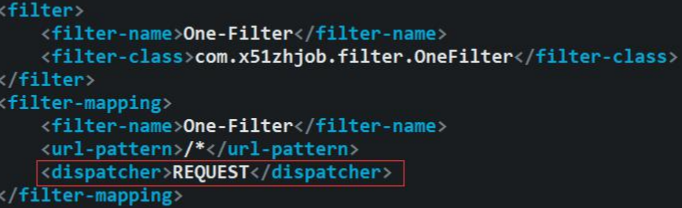 <filter>
<filter-name>One-Filter</filter-name>
<filter-class>com.x51zhjob.filter.OneFilter</filter-class>
</filter>
<filter-mapping>
<filter-name>One-Filter</filter-name>
<url-pattern>/*</url-pattern>
<dispatcher>REQUEST</dispatcher>
</filter-mapping>